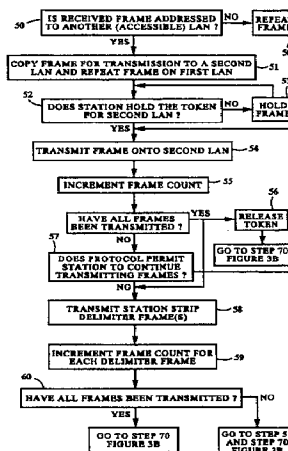 50
IS RECEIVED FRAME ADDRESSED
TO ANOTHER (ACCESSIBLE) LAN ?
NO
REPEAT
FRAME
YES
COPY FRAME FOR TRANSMISSION TO A SECOND
LAN AND REPEAT FRAME ON FIRST LAN
51
52
DOES STATION HOLD THE TOKEN
FOR SECOND LAN ?
NO
HOLD
FRAME
YES
TRANSMIT FRAME ONTO SECOND LAN
54
INCREMENT FRAME COUNT
55
HAVE ALL FRAMES
BEEN TRANSMITTED ?
YES
56
RELEASE
TOKEN
NO
57
DOES PROTOCOL PERMIT
STATION TO CONTINUE
TRANSMITTING FRAMES ?
GO TO STEP 70
FIGURE 3B
NO
TRANSMIT STATION STRIP
DELIMITER FRAME(S)
58
INCREMENT FRAME COUNT FOR
EACH DELIMITER FRAME
59
60
HAVE ALL FRAMES BEEN TRANSMITTED ?
NO
YES
GO TO STEP 70
FIGURE 3B
GO TO STEP 5
AND STEP 70
FIGURE 3B